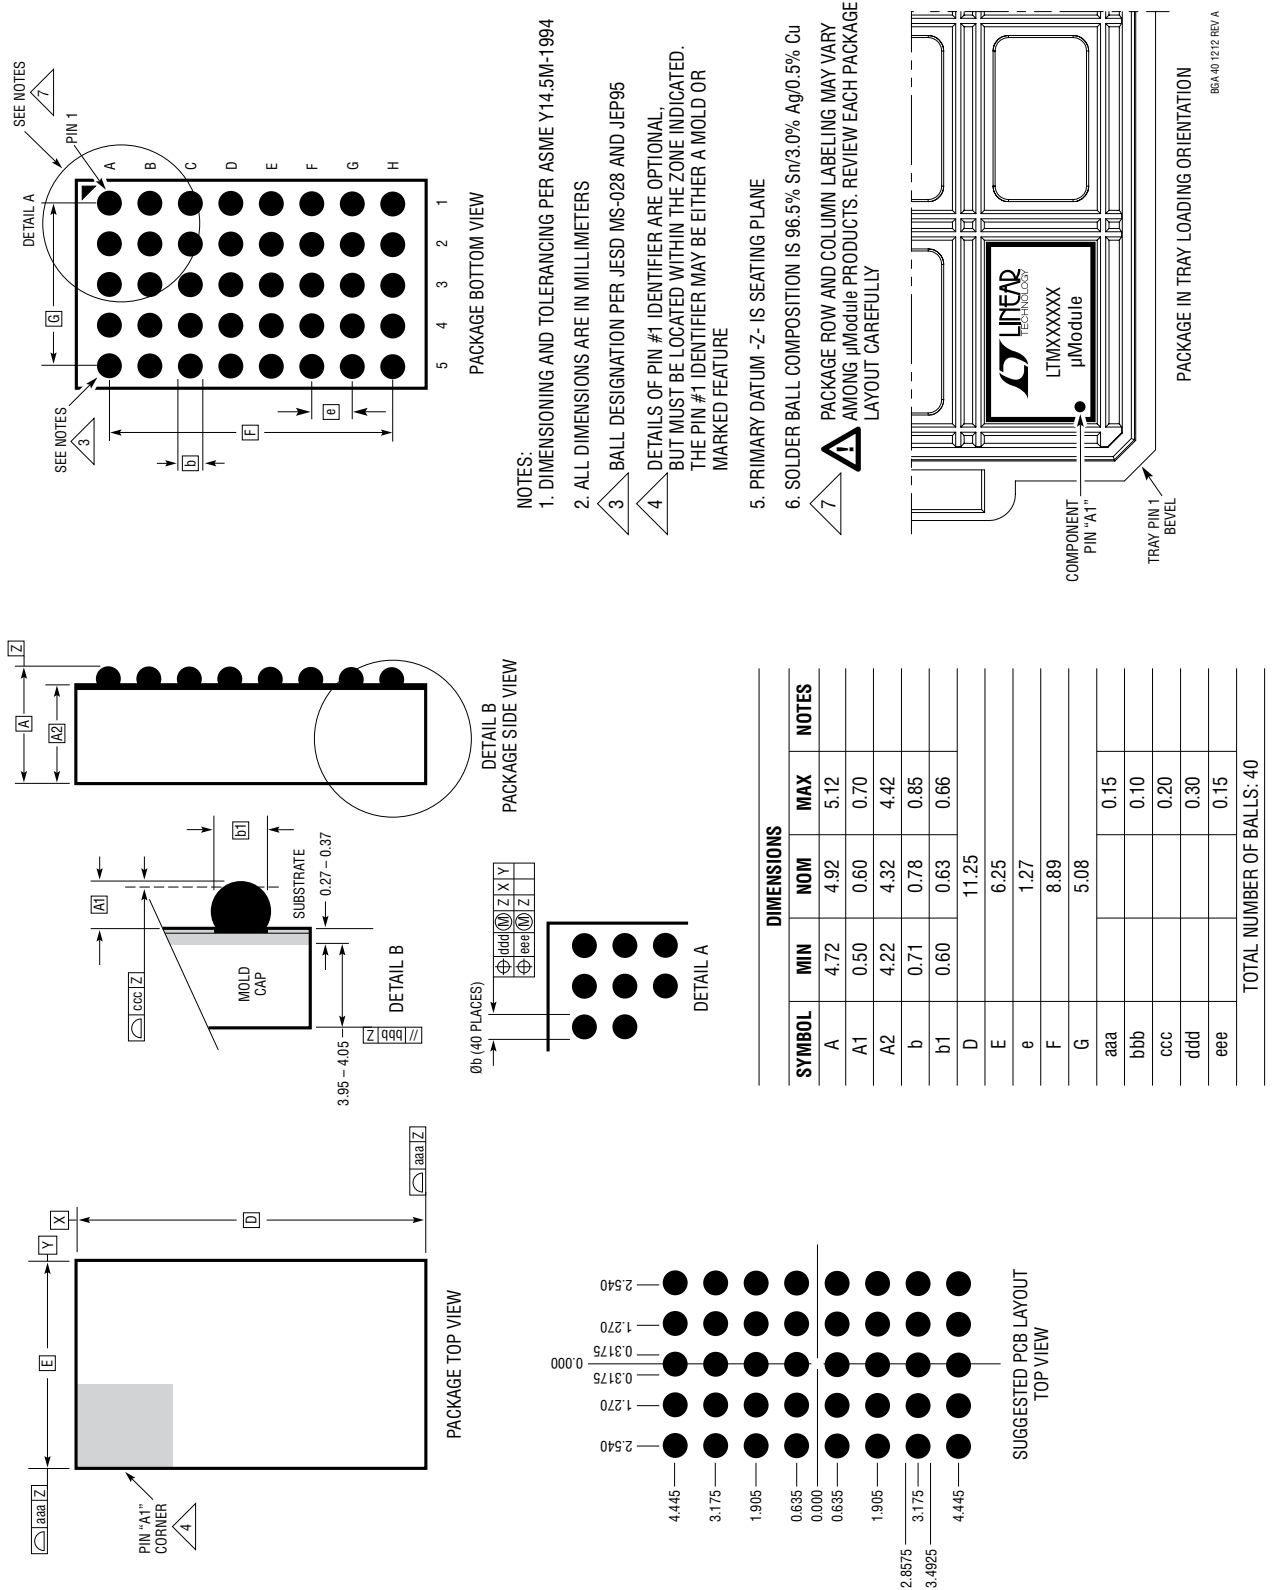 aaa Z
E
Y
X
D
aaa Z
PIN “A1”
CORNER
4
PACKAGE TOP VIEW
A
A2
Z
DETAIL B
PACKAGE SIDE VIEW
ccc Z
A1
b1
SUBSTRATE
0.27 – 0.37
MOLD
CAP
3.95 – 4.05
// bbb Z
DETAIL B
SEE NOTES
7
DETAIL A
PIN 1
G
SEE NOTES
3
A
B
C
D
E
F
G
H
5 4 3 2 1
F
e
b
PACKAGE BOTTOM VIEW
Øb (40 PLACES)
ddd M Z X Y
eee M Z
DETAIL A
NOTES:
1. DIMENSIONING AND TOLERANCING PER ASME Y14.5M-1994
2. ALL DIMENSIONS ARE IN MILLIMETERS
3 BALL DESIGNATION PER JESD MS-028 AND JEP95
4 DETAILS OF PIN #1 IDENTIFIER ARE OPTIONAL,
BUT MUST BE LOCATED WITHIN THE ZONE INDICATED.
THE PIN #1 IDENTIFIER MAY BE EITHER A MOLD OR
MARKED FEATURE
5. PRIMARY DATUM -Z- IS SEATING PLANE
6. SOLDER BALL COMPOSITION IS 96.5% Sn/3.0% Ag/0.5% Cu
7 ! PACKAGE ROW AND COLUMN LABELING MAY VARY
AMONG µModule PRODUCTS. REVIEW EACH PACKAGE
LAYOUT CAREFULLY
2.540 1.270 0.3175 0.000 0.3175 1.270 2.540
4.445
3.175
1.905
0.635
0.000
0.635
1.905
2.8575
3.175
3.4925
4.445
SUGGESTED PCB LAYOUT
TOP VIEW
DIMENSIONS
SYMBOL MIN NOM MAX NOTES
A 4.72 4.92 5.12
A1 0.50 0.60 0.70
A2 4.22 4.32 4.42
b 0.71 0.78 0.85
b1 0.60 0.63 0.66
D 11.25
E 6.25
e 1.27
F 8.89
G 5.08
aaa 0.15
bbb 0.10
ccc 0.20
ddd 0.30
eee 0.15
TOTAL NUMBER OF BALLS: 40
LINEAR
TECHNOLOGY
LTMXXXXXX
µModule
COMPONENT
PIN “A1”
TRAY PIN 1
BEVEL
PACKAGE IN TRAY LOADING ORIENTATION
BGA 40 1212 REV A